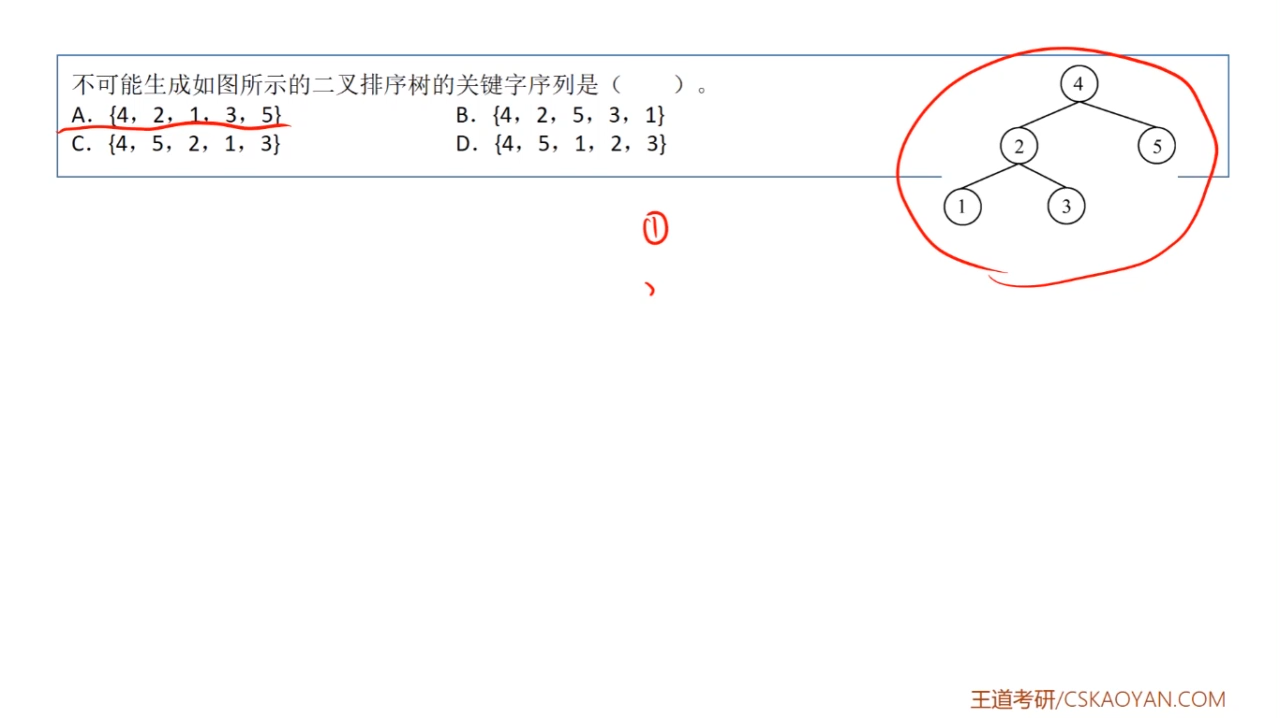 不可能生成如图所示的二叉排序树的关键字序列是（　　）。
A. {4, 2, 1, 3, 5}
B. {4, 2, 5, 3, 1}
C. {4, 5, 2, 1, 3}
D. {4, 5, 1, 2, 3}
4
2
5
1
3
①
王道考研/CSKAOYAN.COM